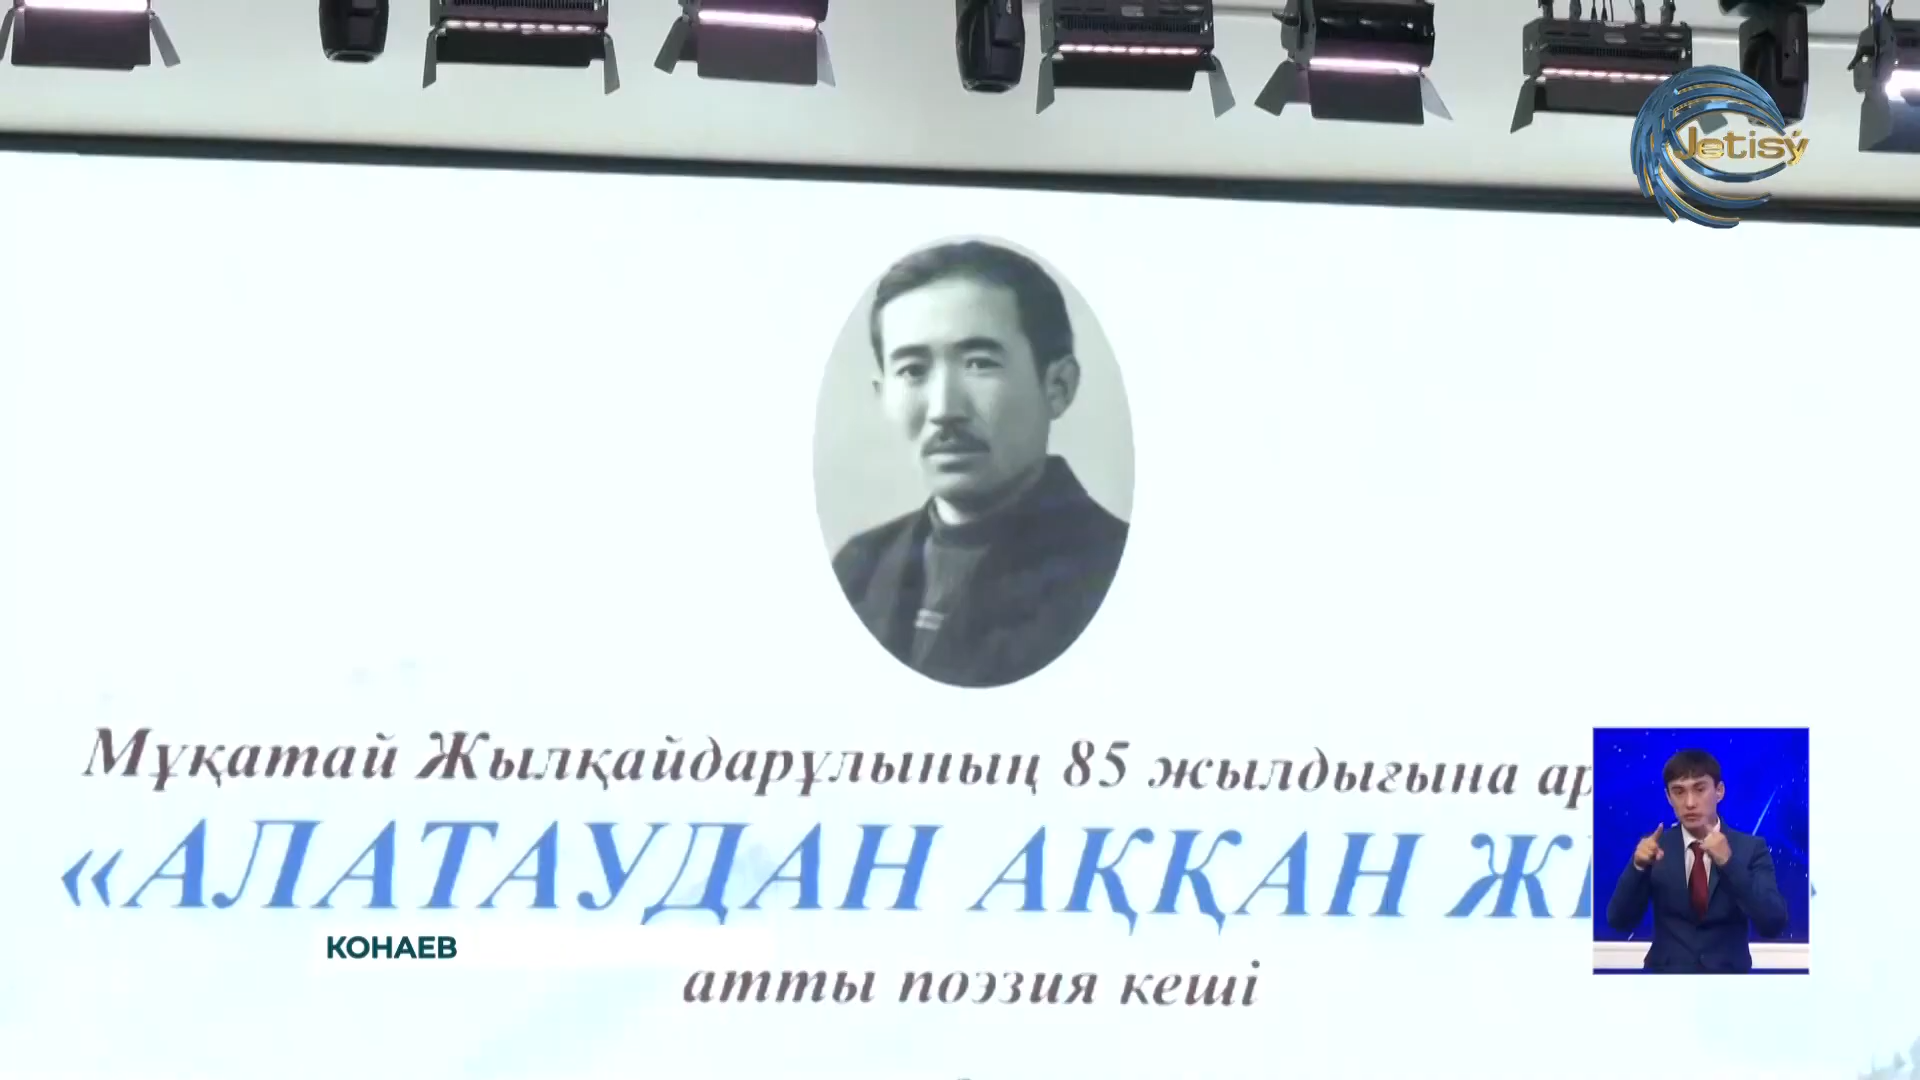 Jetisý
Мұқатай Жылқайдарұлының 85 жылдығына
«АЛАТАУДАН АҚҚАН
КОНАЕВ
атты поэзия кеші